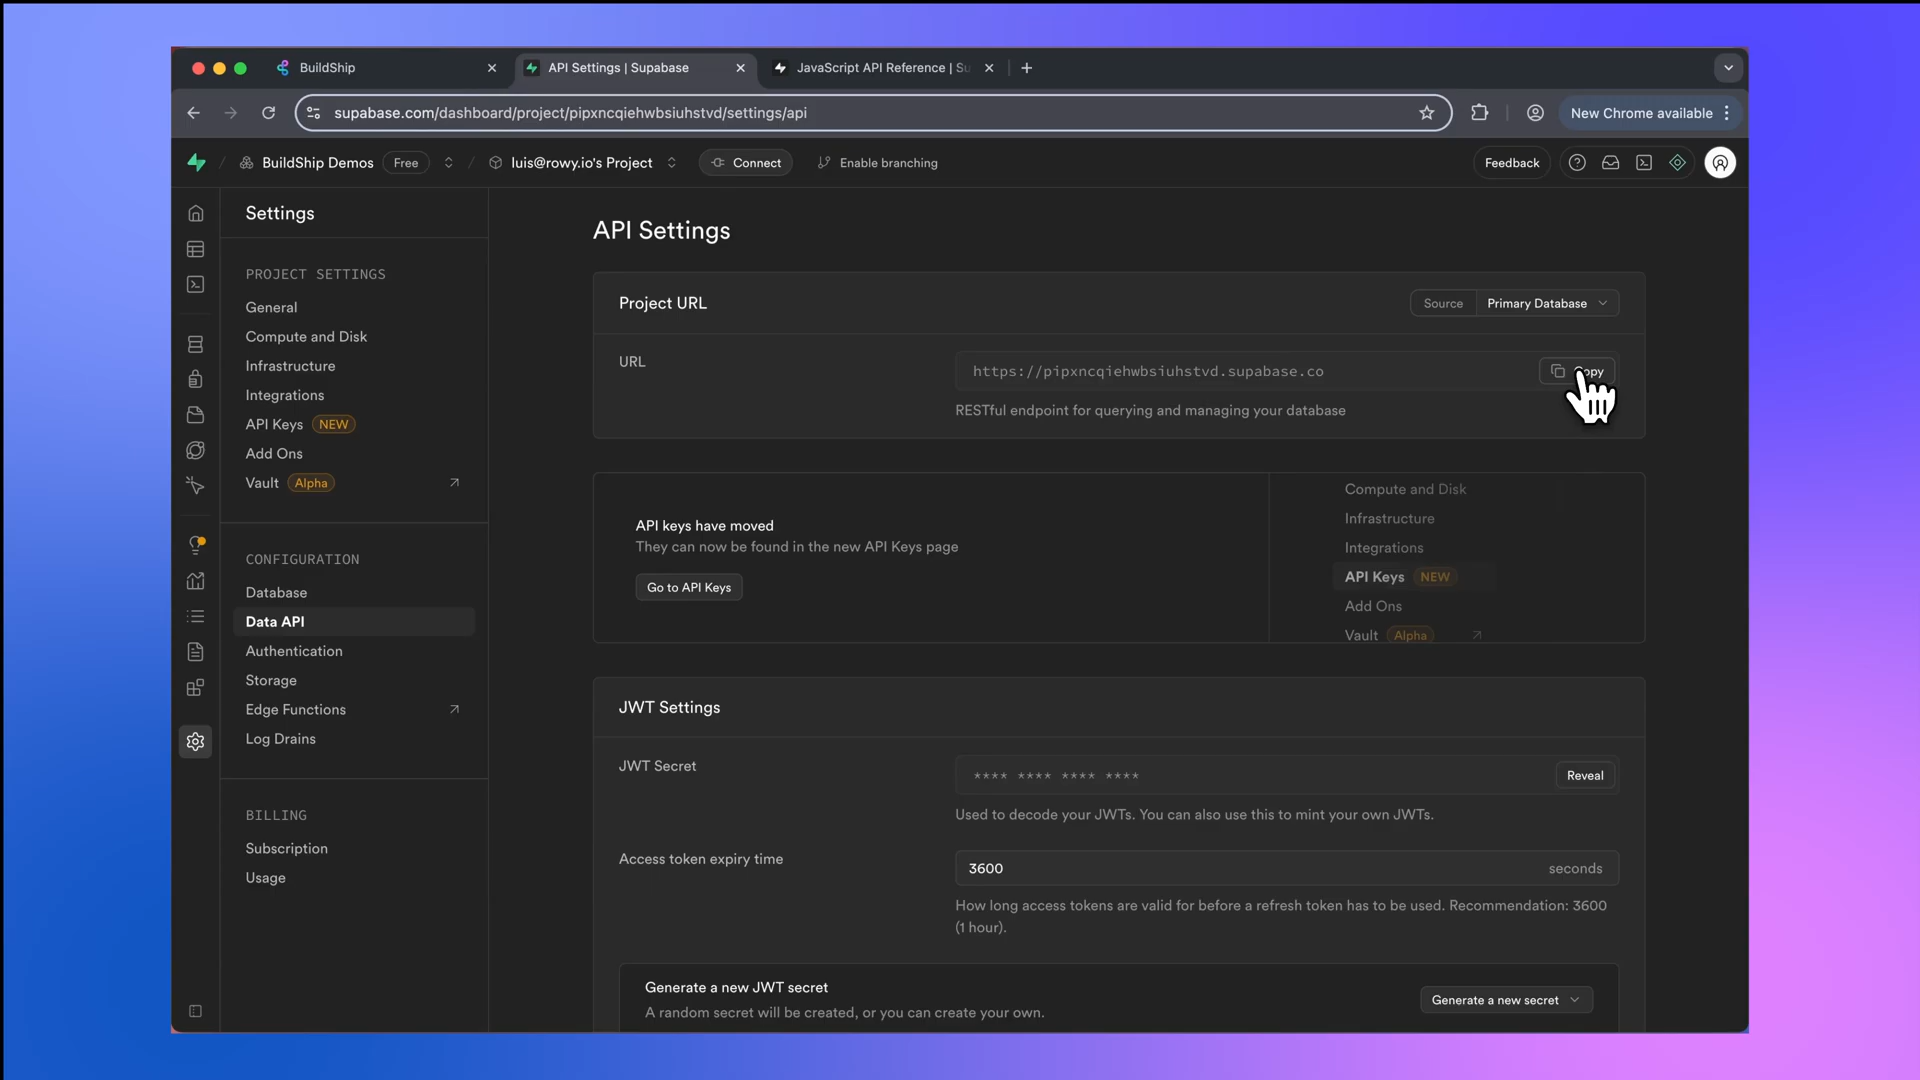 BuildShip
API Settings | Supabase
JavaScript API Reference | Su
supabase.com/dashboard/project/pipxncqiehwbsiuhstvd/settings/api
New Chrome available
BuildShip Demos
Free
luis@rowy.io's Project
Connect
Enable branching
Feedback
Settings
PROJECT SETTINGS
General
Compute and Disk
Infrastructure
Integrations
API Keys NEW
Add Ons
Vault Alpha
CONFIGURATION
Database
Data API
Authentication
Storage
Edge Functions
Log Drains
BILLING
Subscription
Usage
API Settings
Project URL
Source Primary Database
URL
https://pipxncqiehwbsiuhstvd.supabase.co
RESTful endpoint for querying and managing your database
API keys have moved
They can now be found in the new API Keys page
Go to API Keys
Compute and Disk
Infrastructure
Integrations
API Keys NEW
Add Ons
Vault Alpha
JWT Settings
JWT Secret
**** **** **** ****
Reveal
Used to decode your JWTs. You can also use this to mint your own JWTs.
Access token expiry time
3600
seconds
How long access tokens are valid for before a refresh token has to be used. Recommendation: 3600
(1 hour).
Generate a new JWT secret
A random secret will be created, or you can create your own.
Generate a new secret